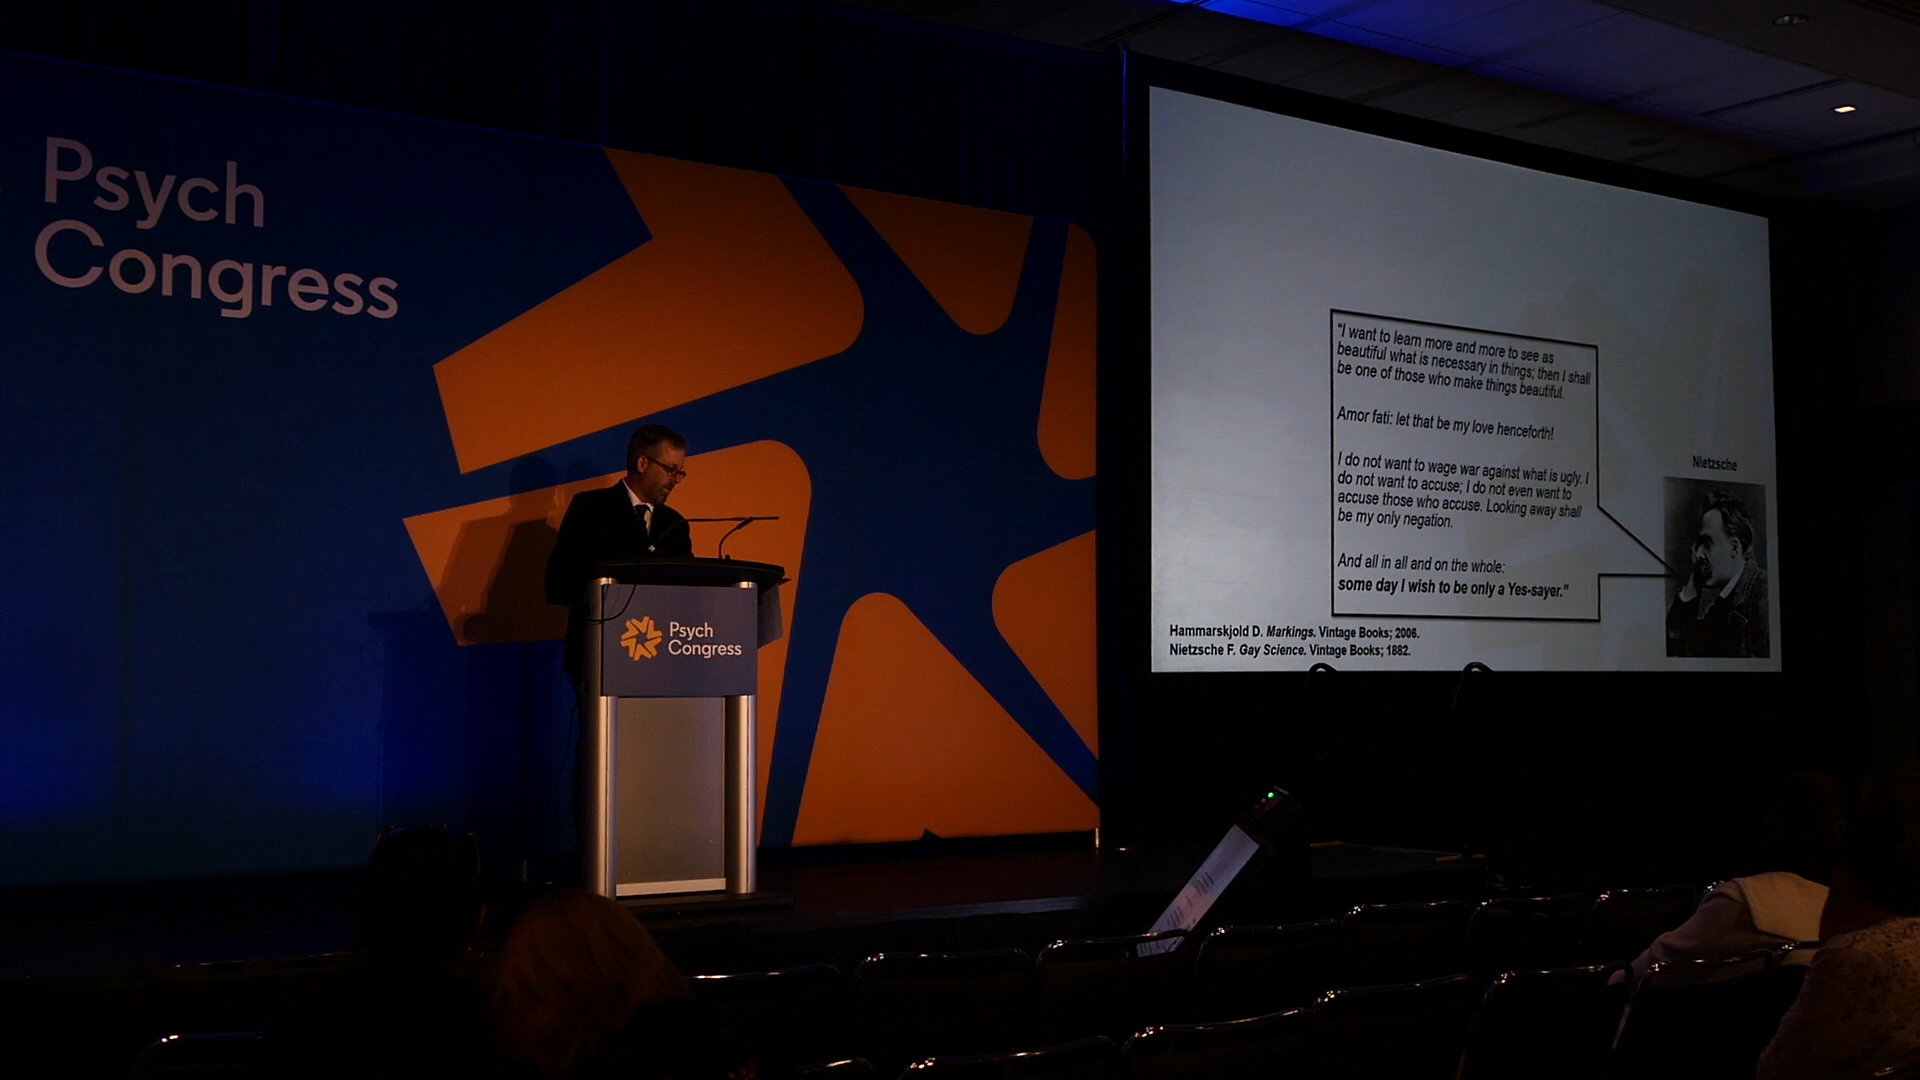 Psych
Congress
Psych
Congress
"I want to learn more and more to see as
beautiful what is necessary in things; then I shall
be one of those who make things beautiful.
Amor fati: let that be my love henceforth!
I do not want to wage war against what is ugly. I
do not want to accuse; I do not even want to
accuse those who accuse. Looking away shall
be my only negation.
And all in all and on the whole:
some day I wish to be only a Yes-sayer."
Nietzsche
Hammarskjold D. Markings. Vintage Books; 2006.
Nietzsche F. Gay Science. Vintage Books; 1882.